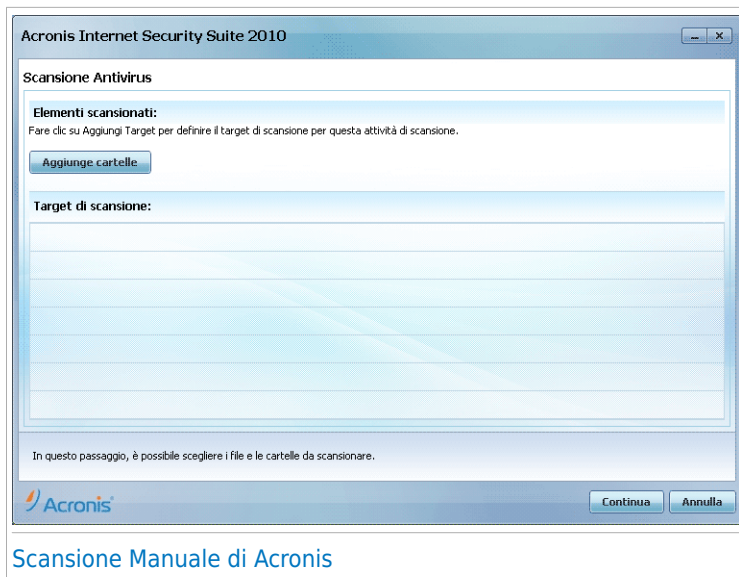 Acronis Internet Security Suite 2010
Scansione Antivirus
Elementi scansionati:
Fare clic su Aggiungi Target per definire il target di scansione per questa attività di scansione.
Aggiunge cartelle
Target di scansione:
In questo passaggio, è possibile scegliere i file e le cartelle da scansionare.
Acronis
Continua
Annulla
Scansione Manuale di Acronis